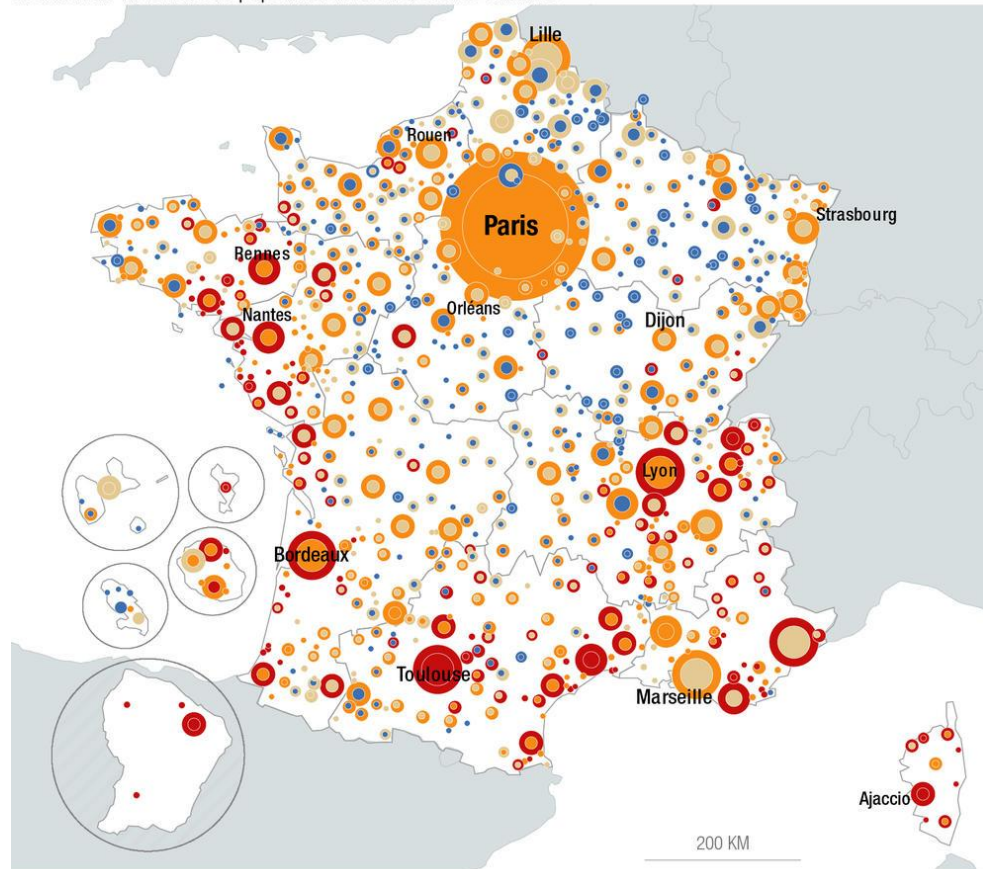 Lille
Rouen
Paris
Strasbourg
Rennes
Orléans
Nantes
Dijon
Lyon
Bordeaux
Toulouse
Marseille
Ajaccio
200 KM